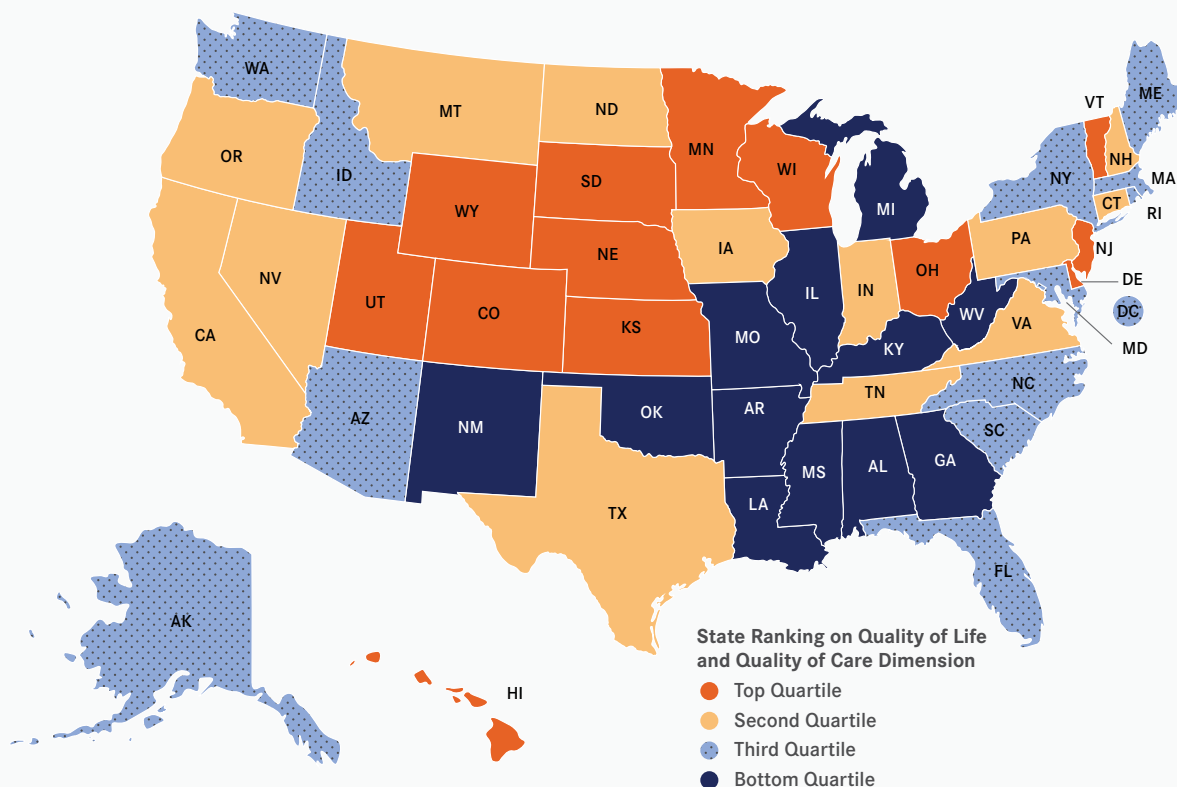 WA
MT
ND
MN
VT
ME
OR
ID
SD
WI
NH
NY
MA
WY
MI
CT
RI
IA
PA
NE
NJ
NV
OH
UT
IN
DE
CO
IL
DC
CA
KS
WV
VA
MO
KY
MD
NC
TN
AZ
OK
AR
SC
NM
GA
MS
AL
LA
TX
FL
AK
HI
State Ranking on Quality of Life
and Quality of Care Dimension
Top Quartile
Second Quartile
Third Quartile
Bottom Quartile